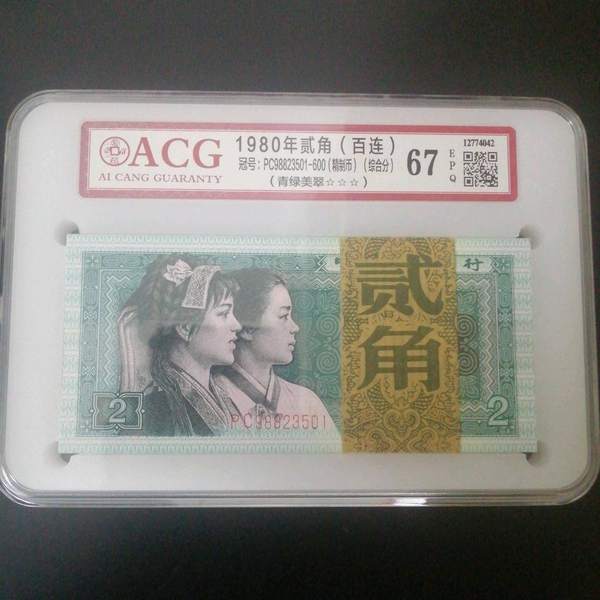 ACG
AI CANG GUARANTY
1980年贰角（百连）
冠号：PC98823501-600（精制币）（综合分）
（青绿美翠☆☆☆）
67
EPQ
12774042
行
贰角
2
PC98823501
2